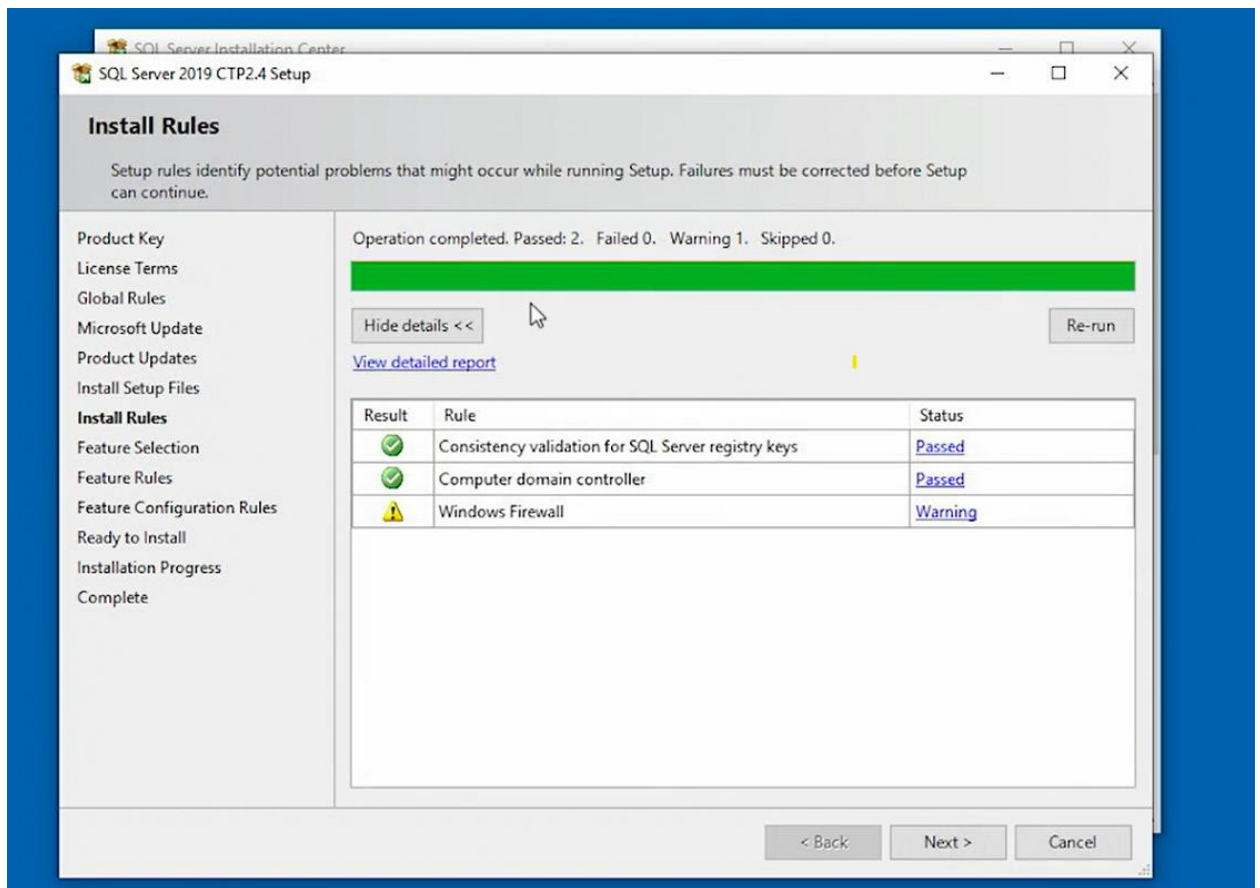 SQL Server Installation Center
SQL Server 2019 CTP2.4 Setup
Install Rules
Setup rules identify potential problems that might occur while running Setup. Failures must be corrected before Setup
can continue.
Product Key
License Terms
Global Rules
Microsoft Update
Product Updates
Install Setup Files
Install Rules
Feature Selection
Feature Rules
Feature Configuration Rules
Ready to Install
Installation Progress
Complete
Operation completed. Passed: 2. Failed 0. Warning 1. Skipped 0.
Hide details <<
Re-run
View detailed report
Result Rule Status
Consistency validation for SQL Server registry keys Passed
Computer domain controller Passed
Windows Firewall Warning
< Back Next > Cancel